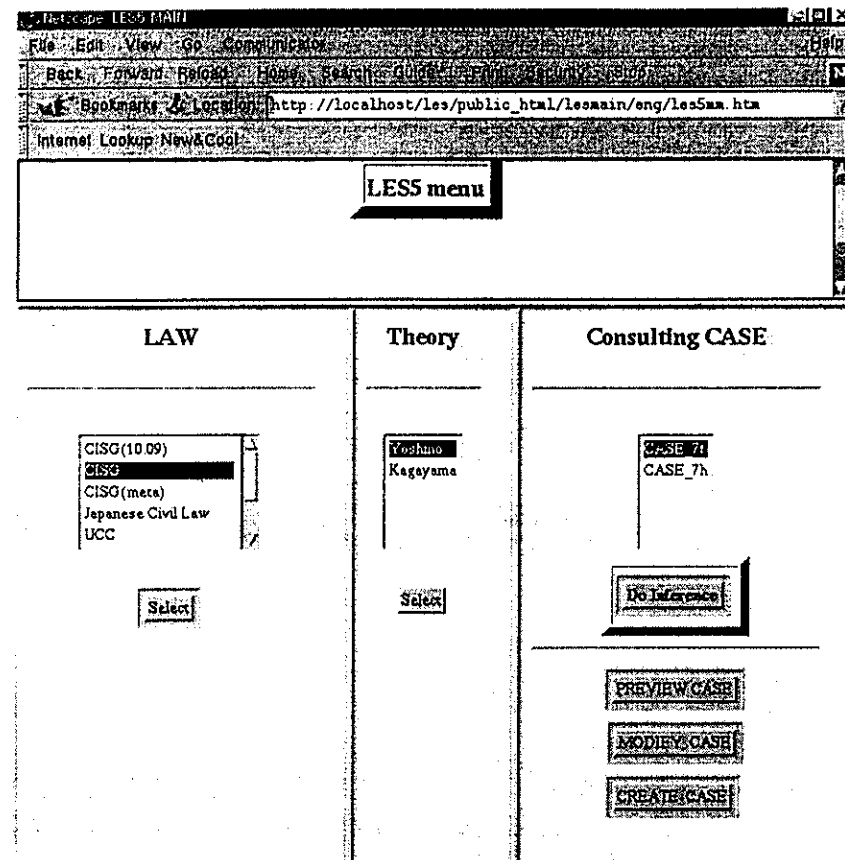 Netscape LES5 MAIN
File Edit View Go Communicator Help
Back Forward Reload Home Search Guide Print Security Stop N
Bookmarks Location: http://localhost/les/public_html/lesmain/eng/les5mm.htm
Internet Lookup New&Cool
LES5 menu
LAW Theory Consulting CASE
CISG(10.09) Yoshino
CISG Kagayama CASE_7h
CISG(meta)
Japanese Civil Law
UCC
Select Select Do Inference
PREVIEW CASE
MODIFY CASE
CREATE CASE